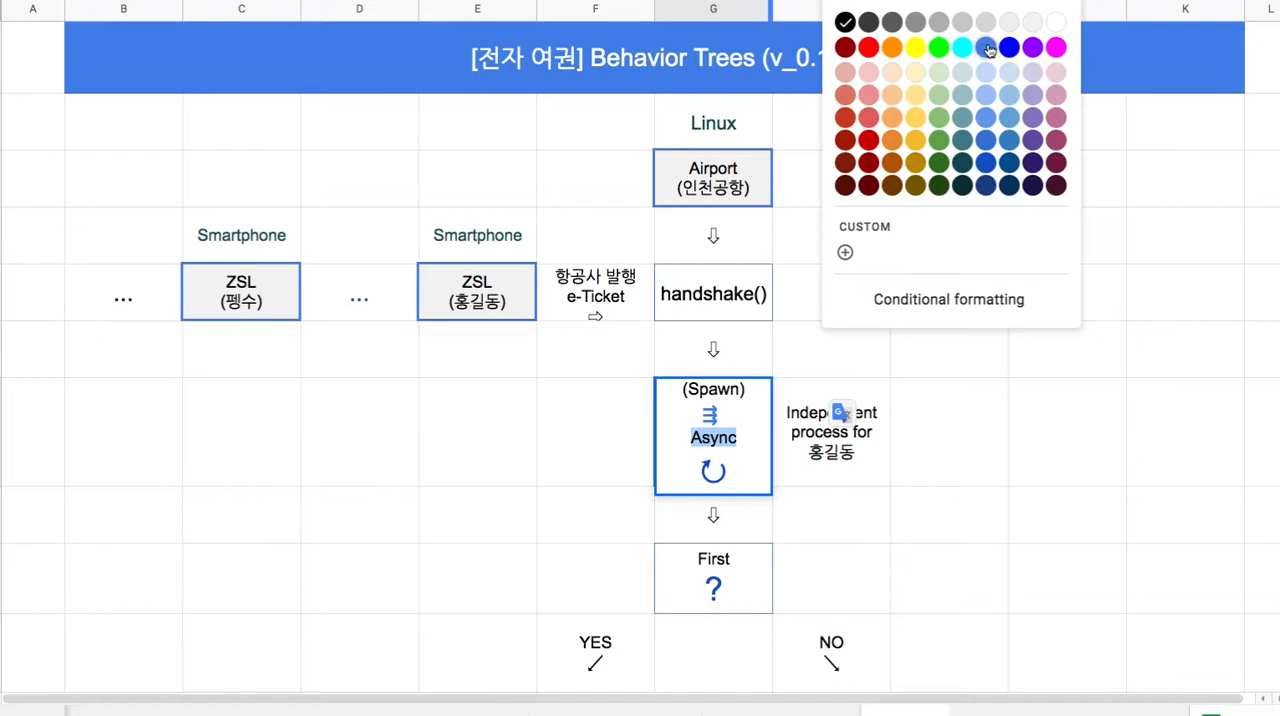 A B C D E F G K L
[전자 여권] Behavior Trees (v_0.
Linux
Airport
(인천공항)
⇩
Smartphone
Smartphone
ZSL
(펭수)
ZSL
(홍길동)
...
...
항공사 발행
e-Ticket
⇨
handshake()
⇩
(Spawn)
Async
process for
홍길동
⇩
First
?
YES
↙
NO
↘
CUSTOM
Conditional formatting